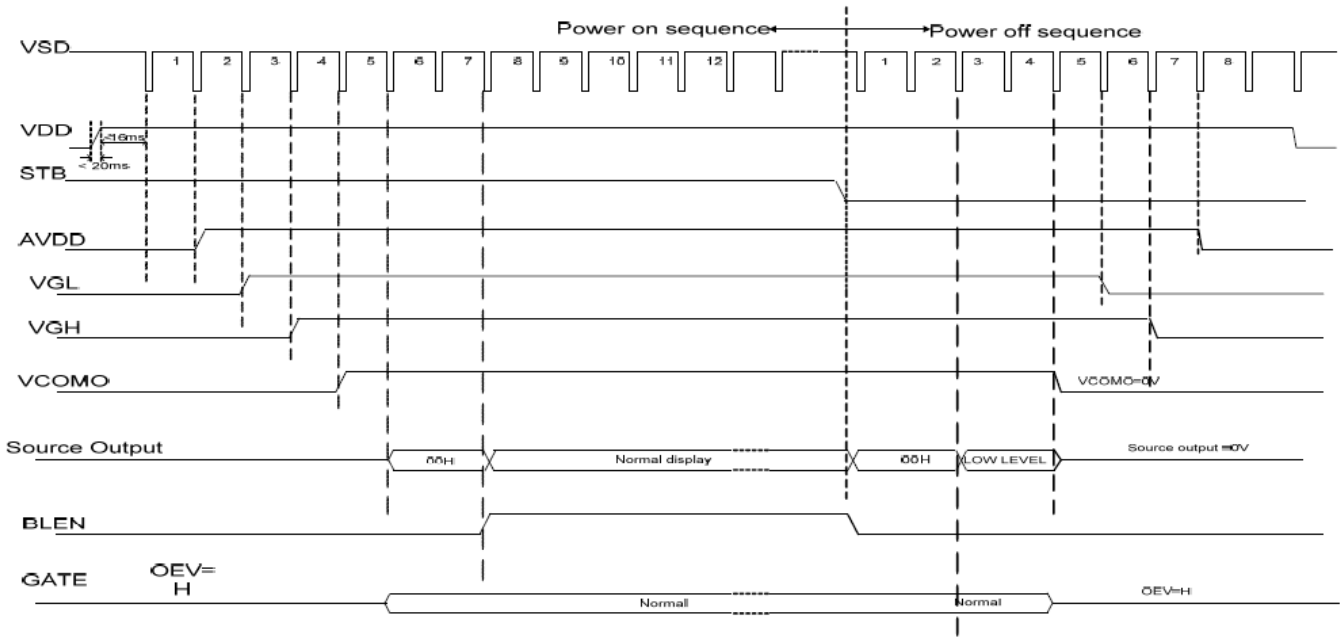 Power on sequence
Power off sequence
VSD
1 2 3 4 5 6 7 8 9 10 11 12 1 2 3 4 5 6 7 8
VDD
<16ms
< 20ms
STB
AVDD
VGL
VGH
VCOMO
VCOMO=0V
Source Output
00H
Normal display
00H
LOW LEVEL
Source output =0V
BLEN
GATE
OEV=
H
Normal
Normal
OEV=H